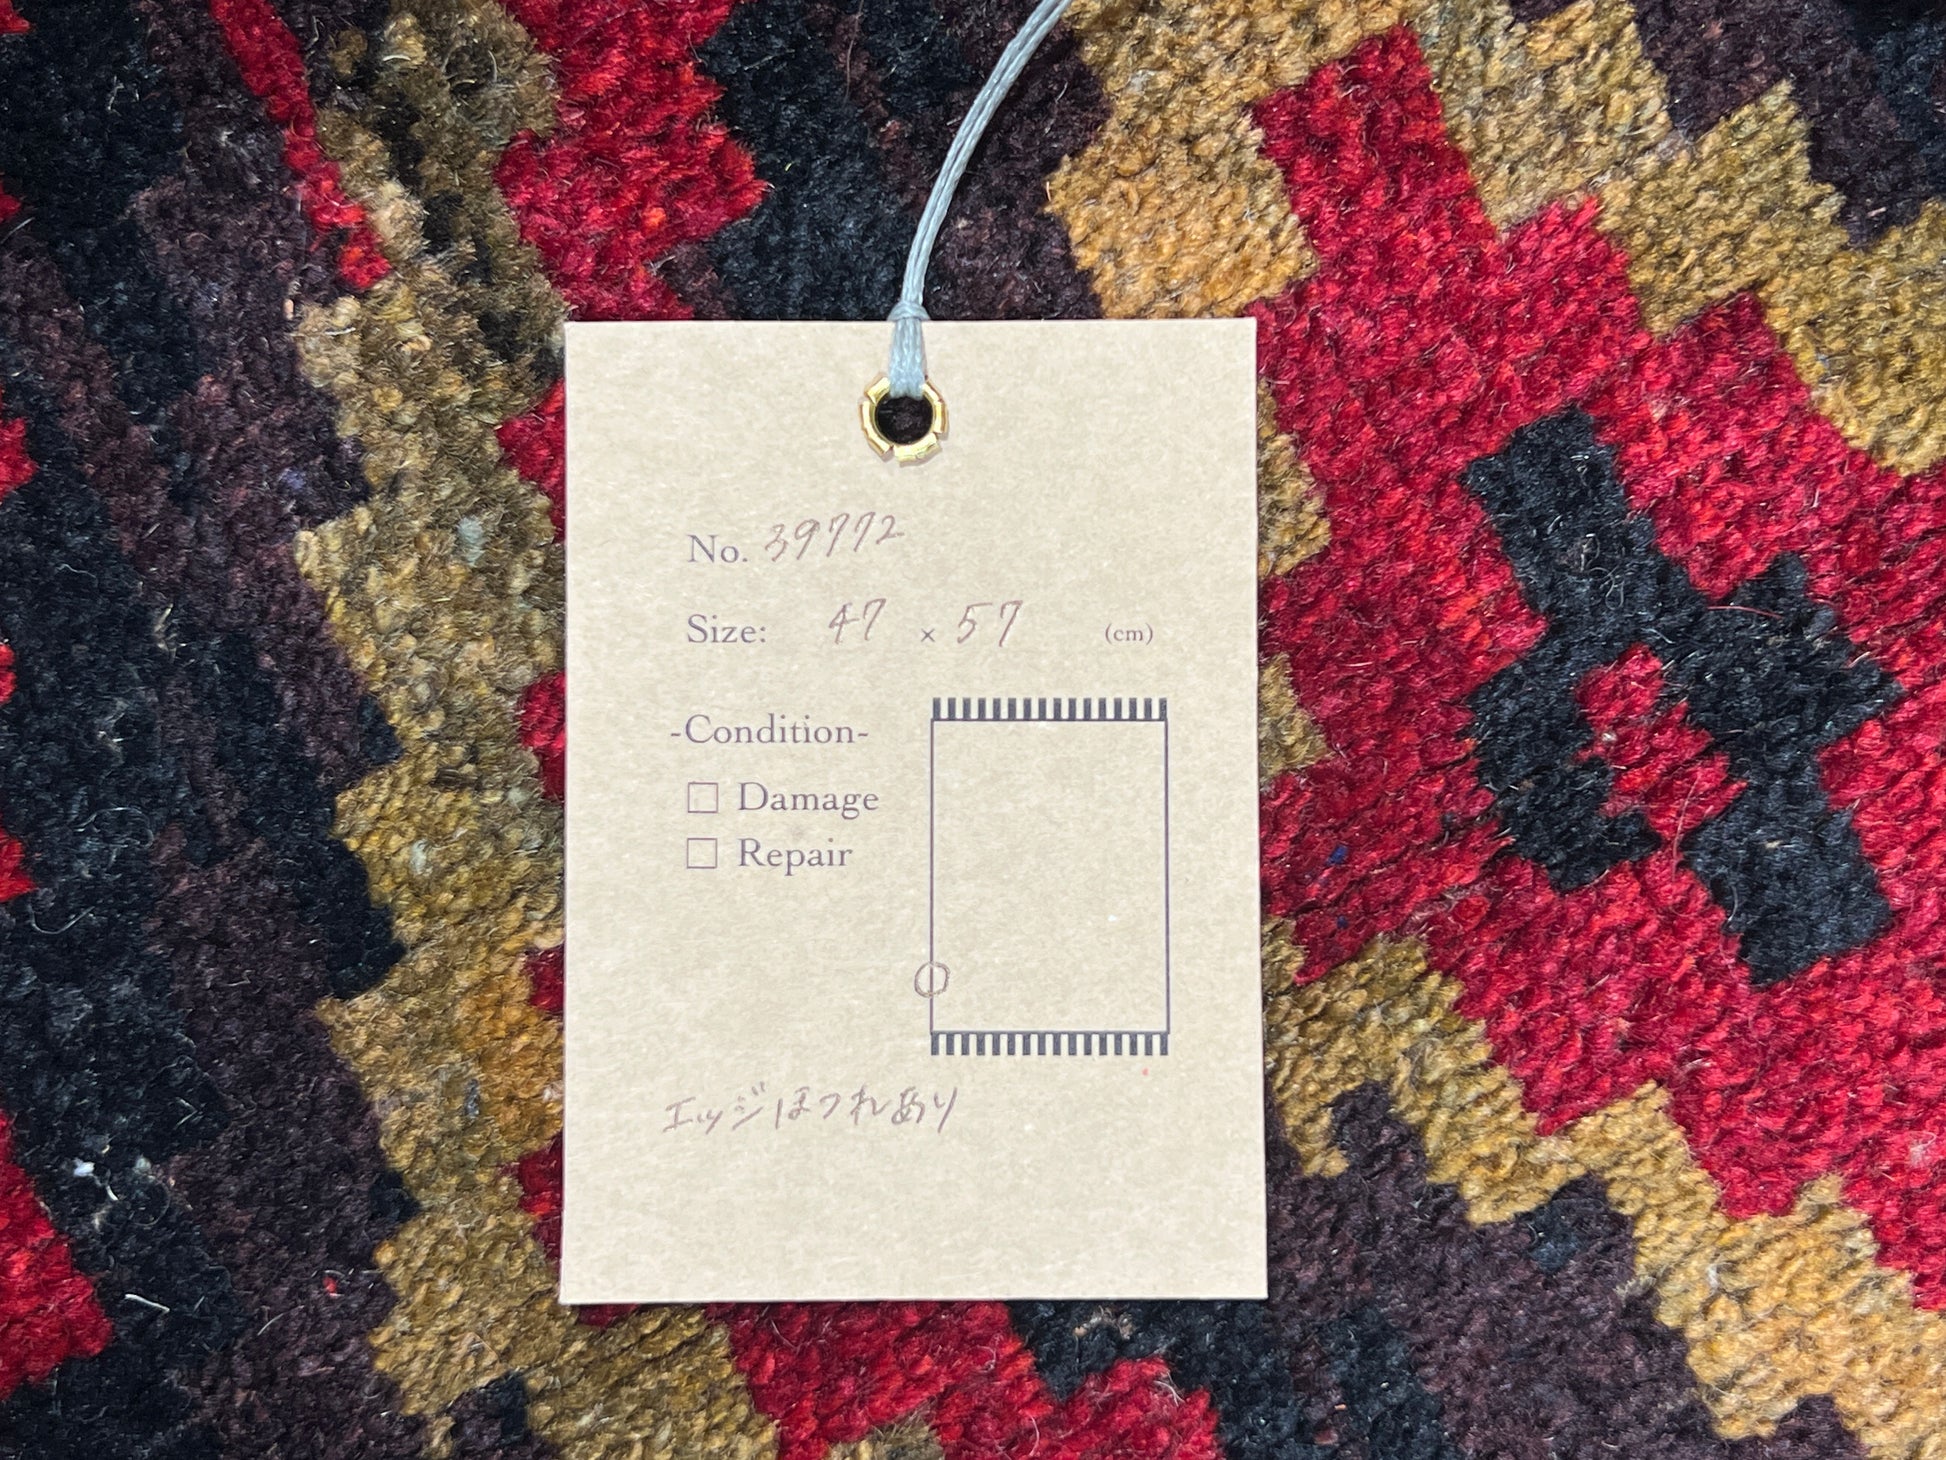 No. 39772
Size: 47 × 57 (cm)
-Condition-
□ Damage
□ Repair
エッジほつれあり